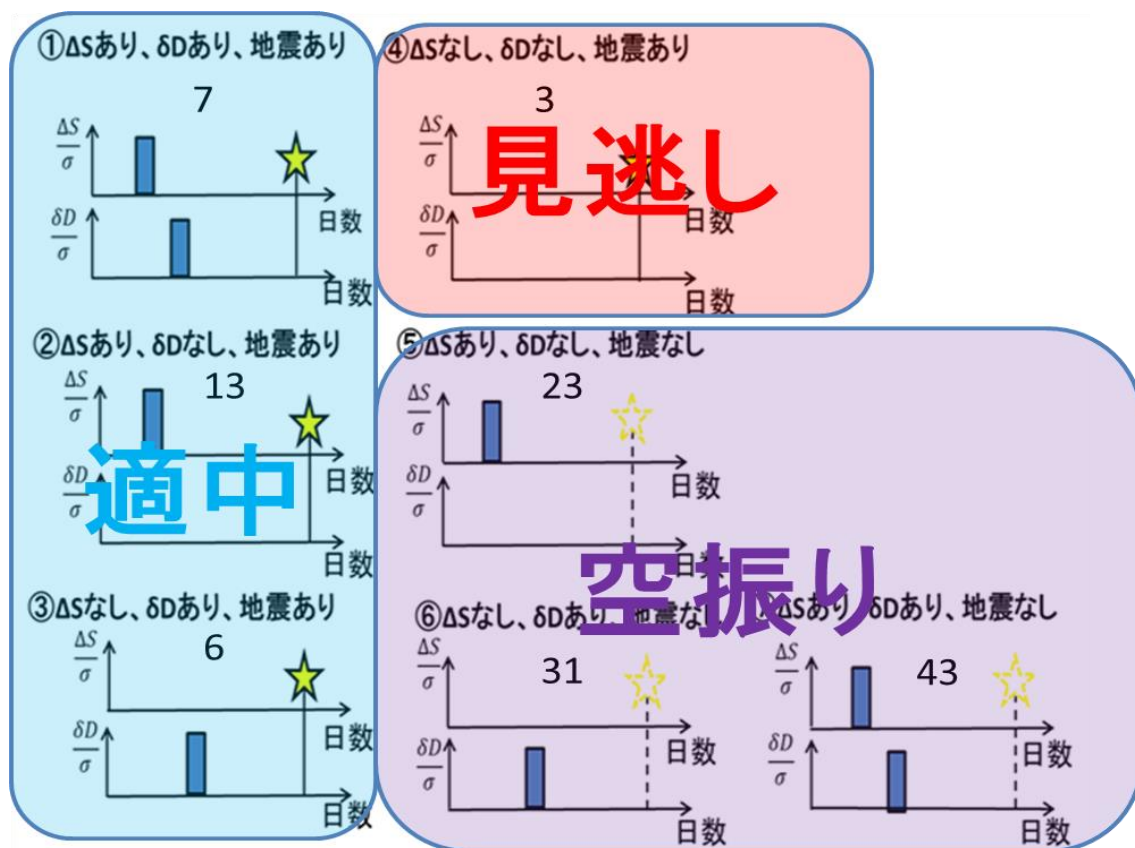 ①ΔSあり、δDあり、地震あり
7
ΔS/σ
日数
δD/σ
日数
②ΔSあり、δDなし、地震あり
13
ΔS/σ
日数
δD/σ
日数
適中
③ΔSなし、δDあり、地震あり
6
ΔS/σ
日数
δD/σ
日数
④ΔSなし、δDなし、地震あり
3
ΔS/σ
日数
δD/σ
日数
見逃し
⑤ΔSあり、δDなし、地震なし
23
ΔS/σ
日数
δD/σ
日数
空振り
⑥ΔSなし、δDあり、地震なし
31
ΔS/σ
日数
δD/σ
日数
ΔSあり、δDあり、地震なし
43
ΔS/σ
日数
δD/σ
日数